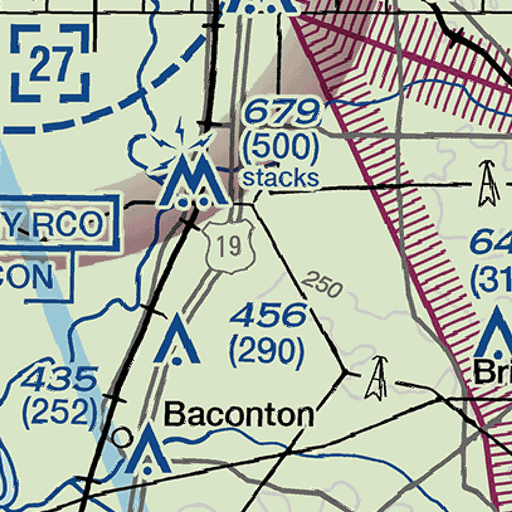 27
679
(500)
stacks
Y RCO
CON
19
64
(31
250
456
(290)
435
(252)
Bri
Baconton